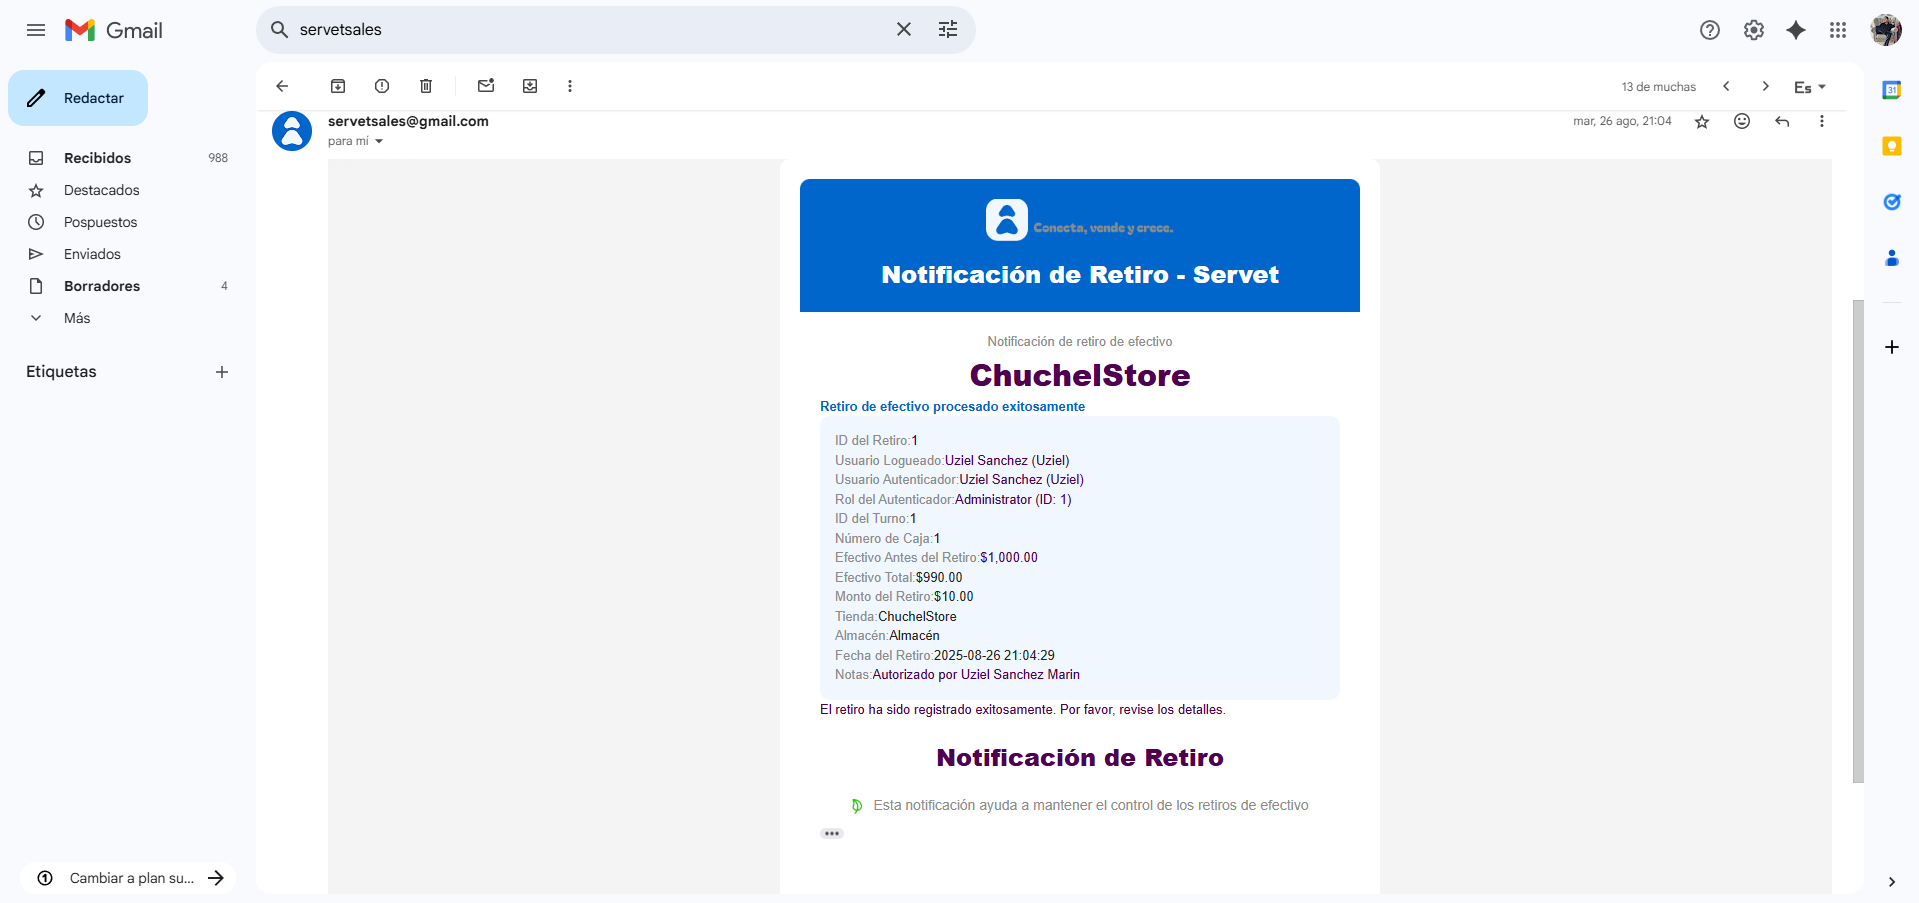 Gmail
servetsales
Redactar
13 de muchas
Es
servetsales@gmail.com
mar, 26 ago, 21:04
para mí
Recibidos 988
Destacados
Pospuestos
Enviados
Borradores 4
Más
Etiquetas
Cambiar a plan su...
31
Conecta, vende y crece.
Notificación de Retiro - Servet
Notificación de retiro de efectivo
ChuchelStore
Retiro de efectivo procesado exitosamente
ID del Retiro:1
Usuario Logueado:Uziel Sanchez (Uziel)
Usuario Autenticador:Uziel Sanchez (Uziel)
Rol del Autenticador:Administrator (ID: 1)
ID del Turno:1
Número de Caja:1
Efectivo Antes del Retiro:$1,000.00
Efectivo Total:$990.00
Monto del Retiro:$10.00
Tienda:ChuchelStore
Almacén:Almacén
Fecha del Retiro:2025-08-26 21:04:29
Notas:Autorizado por Uziel Sanchez Marin
El retiro ha sido registrado exitosamente. Por favor, revise los detalles.
Notificación de Retiro
Esta notificación ayuda a mantener el control de los retiros de efectivo